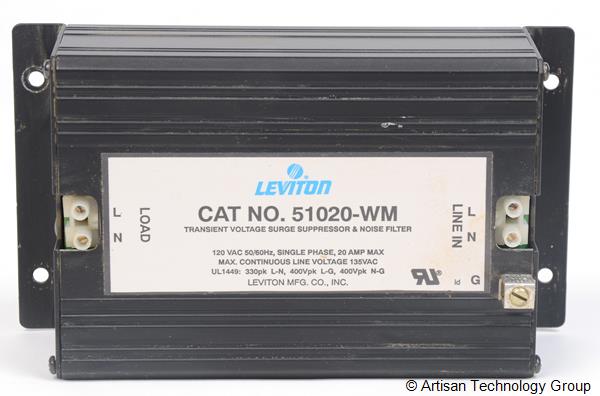 LEVITON
CAT NO. 51020-WM
TRANSIENT VOLTAGE SURGE SUPPRESSOR & NOISE FILTER
120 VAC 50/60Hz, SINGLE PHASE, 20 AMP MAX
MAX. CONTINUOUS LINE VOLTAGE 135VAC
UL1449: 330pk L-N, 400Vpk L-G, 400Vpk N-G
LEVITON MFG. CO., INC.
L
N
LOAD
LINE IN
L
N
G
© Artisan Technology Group